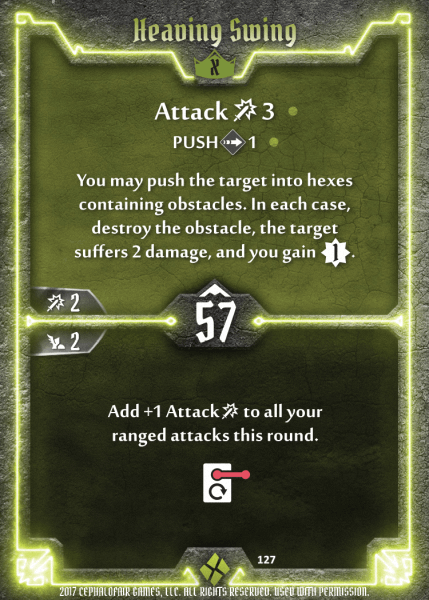 Heaving Swing
X
Attack 3
PUSH 1
You may push the target into hexes
containing obstacles. In each case,
destroy the obstacle, the target
suffers 2 damage, and you gain 1.
2
57
2
Add +1 Attack to all your
ranged attacks this round.
127
2017 CEPHALOFAIR GAMES, LLC. ALL RIGHTS RESERVED. USED WITH PERMISSION.